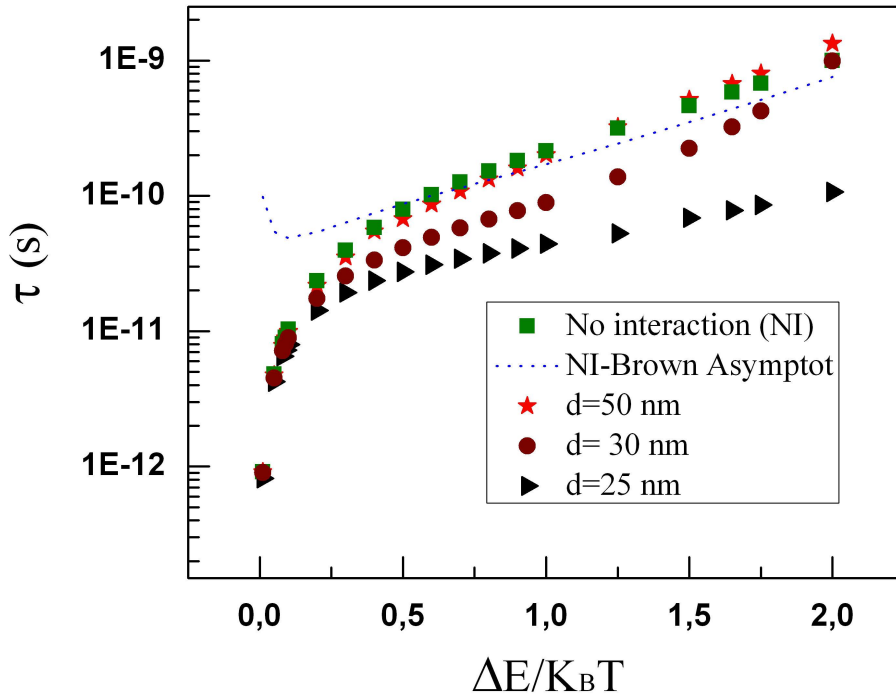 1E-9
1E-10
1E-11
1E-12
τ (s)
No interaction (NI)
NI-Brown Asymptot
d=50 nm
d= 30 nm
d=25 nm
0,0 0,5 1,0 1,5 2,0
ΔE/KBT